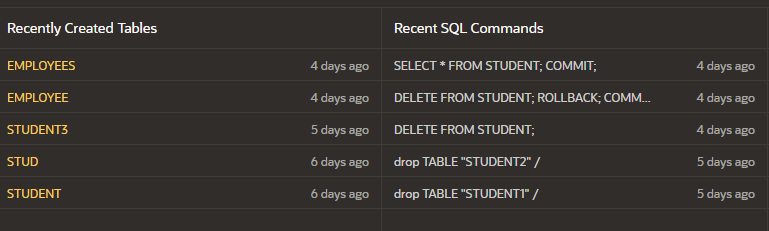 Recently Created Tables
EMPLOYEES 4 days ago
EMPLOYEE 4 days ago
STUDENT3 5 days ago
STUD 6 days ago
STUDENT 6 days ago
Recent SQL Commands
SELECT * FROM STUDENT; COMMIT; 4 days ago
DELETE FROM STUDENT; ROLLBACK; COMM... 4 days ago
DELETE FROM STUDENT; 4 days ago
drop TABLE "STUDENT2" / 5 days ago
drop TABLE "STUDENT1" / 5 days ago